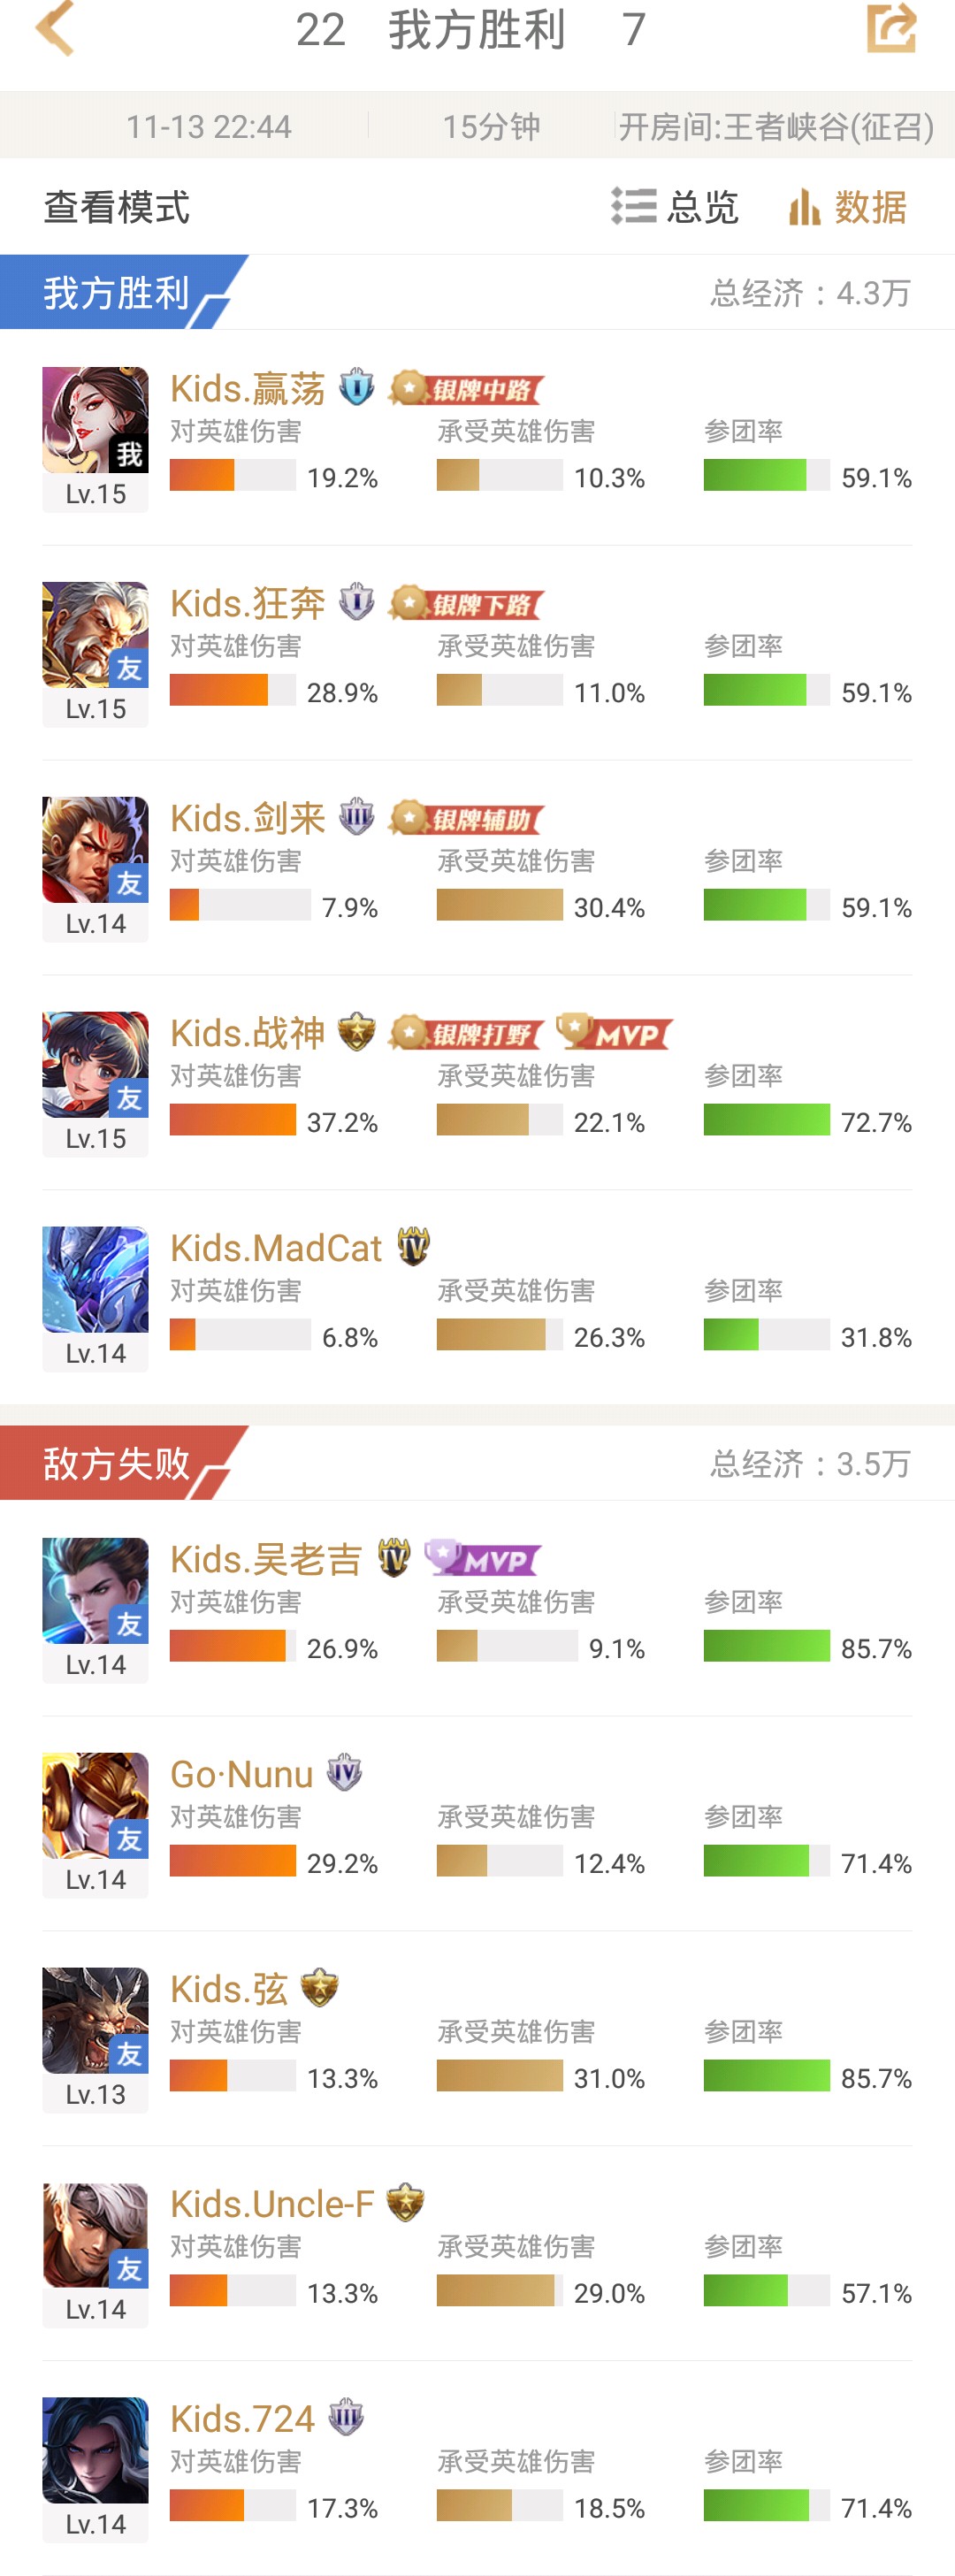 22 我方胜利 7
11-13 22:44 15分钟 开房间:王者峡谷(征召)
查看模式 总览 数据
我方胜利 总经济：4.3万
Kids.赢荡 I 银牌中路
对英雄伤害 承受英雄伤害 参团率
我 19.2% 10.3% 59.1%
Lv.15
Kids.狂奔 I 银牌下路
对英雄伤害 承受英雄伤害 参团率
友 28.9% 11.0% 59.1%
Lv.15
Kids.剑来 III 银牌辅助
对英雄伤害 承受英雄伤害 参团率
友 7.9% 30.4% 59.1%
Lv.14
Kids.战神 银牌打野 MVP
对英雄伤害 承受英雄伤害 参团率
友 37.2% 22.1% 72.7%
Lv.15
Kids.MadCat IV
对英雄伤害 承受英雄伤害 参团率
6.8% 26.3% 31.8%
Lv.14
敌方失败 总经济：3.5万
Kids.吴老吉 IV MVP
对英雄伤害 承受英雄伤害 参团率
友 26.9% 9.1% 85.7%
Lv.14
Go·Nunu IV
对英雄伤害 承受英雄伤害 参团率
友 29.2% 12.4% 71.4%
Lv.14
Kids.弦
对英雄伤害 承受英雄伤害 参团率
友 13.3% 31.0% 85.7%
Lv.13
Kids.Uncle-F
对英雄伤害 承受英雄伤害 参团率
友 13.3% 29.0% 57.1%
Lv.14
Kids.724 III
对英雄伤害 承受英雄伤害 参团率
17.3% 18.5% 71.4%
Lv.14